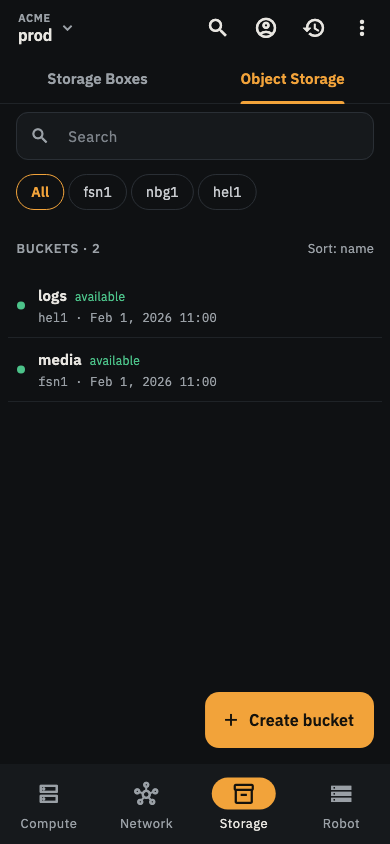 ACME
prod
Storage Boxes
Object Storage
Search
All
fsn1
nbg1
hel1
BUCKETS · 2
Sort: name
logs available
hel1 · Feb 1, 2026 11:00
media available
fsn1 · Feb 1, 2026 11:00
+ Create bucket
Compute
Network
Storage
Robot